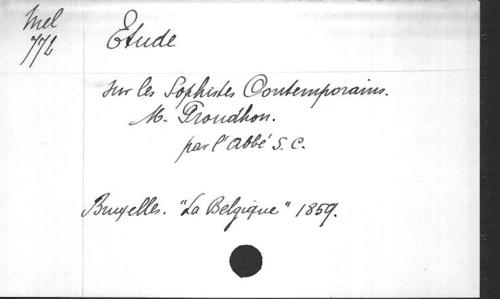 Mel
772
Etude
sur les Sophistes Contemporains.
M. Proudhon.
par l'Abbé S. C.
Bruxelles. "La Belgique" 1859.